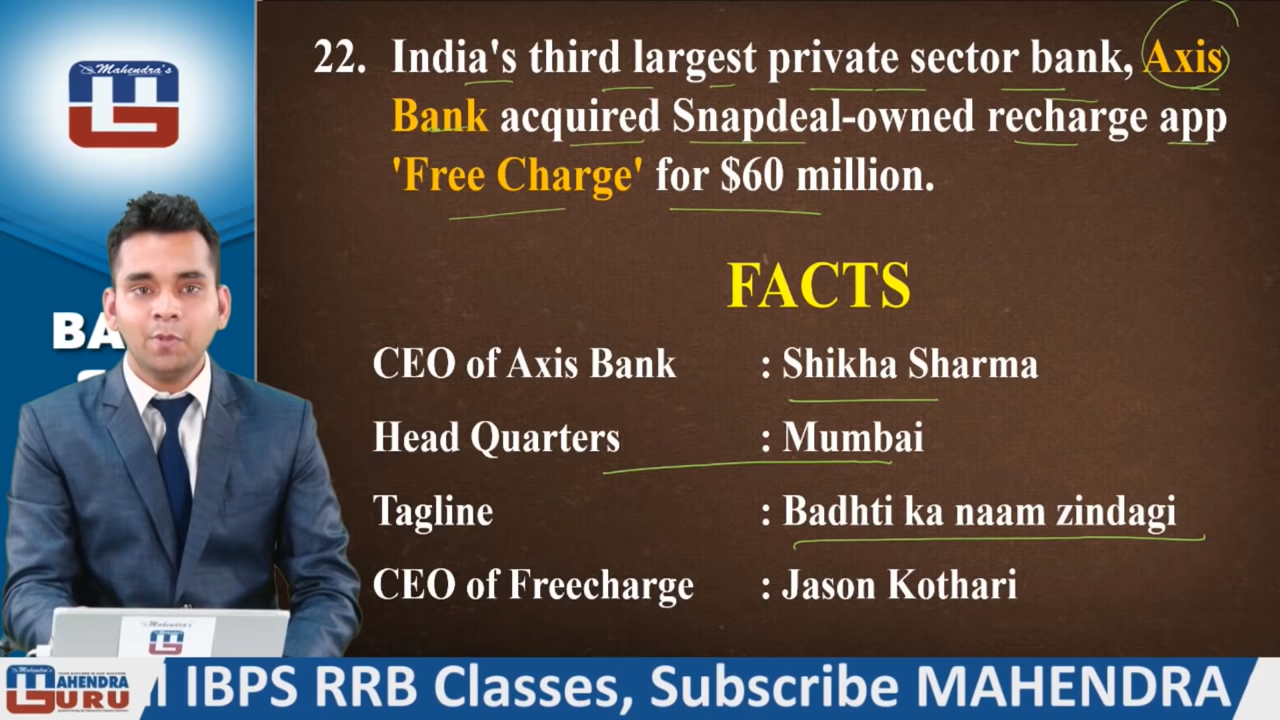 Mahendra's
22. India's third largest private sector bank, Axis
Bank acquired Snapdeal-owned recharge app
'Free Charge' for $60 million.
FACTS
BA
CEO of Axis Bank : Shikha Sharma
Head Quarters : Mumbai
Tagline : Badhti ka naam zindagi
CEO of Freecharge : Jason Kothari
Mahendra's
Mahendra's
MAHENDRA
GURU
IBPS RRB Classes, Subscribe MAHENDRA